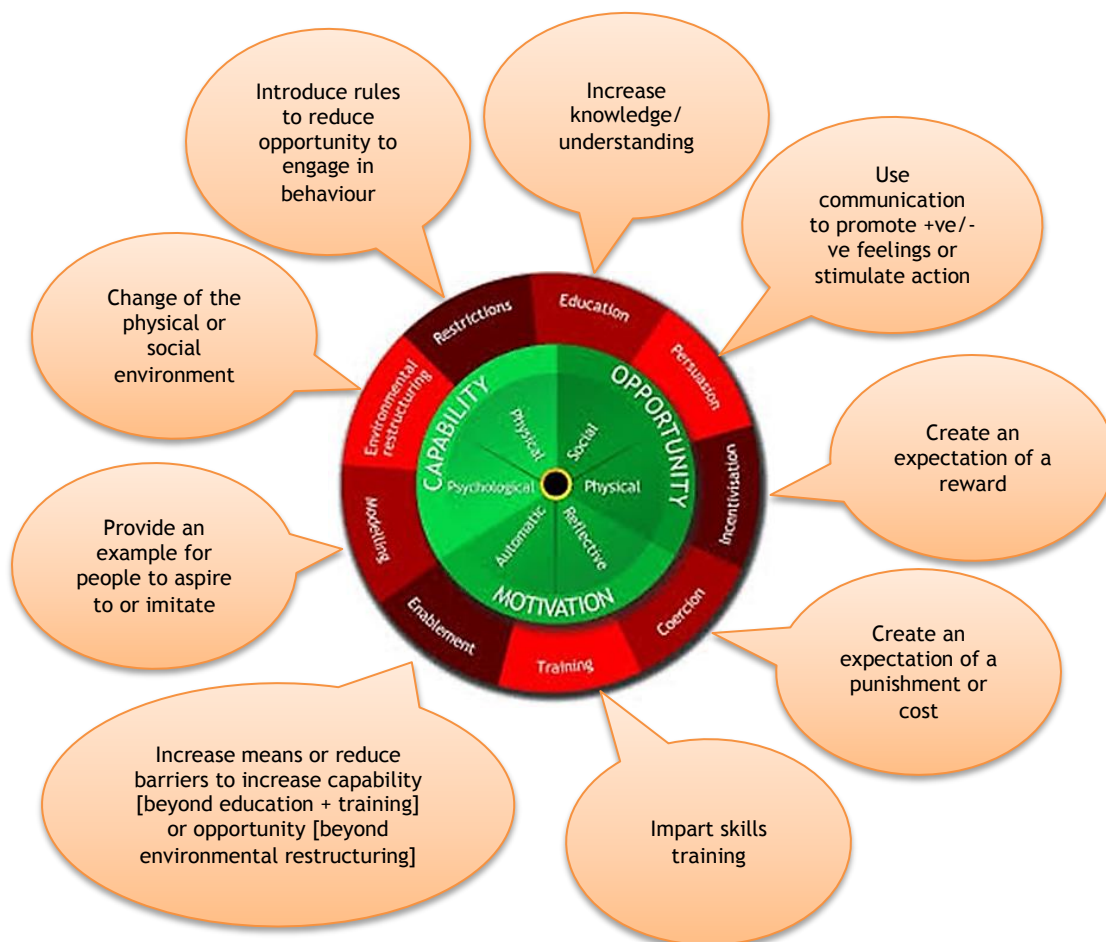 Introduce rules
to reduce
opportunity to
engage in
behaviour
Increase
knowledge/
understanding
Use
communication
to promote +ve/-
ve feelings or
stimulate action
Change of the
physical or
social
environment
Create an
expectation of a
reward
Provide an
example for
people to aspire
to or imitate
Create an
expectation of a
punishment or
cost
Increase means or reduce
barriers to increase capability
[beyond education + training]
or opportunity [beyond
environmental restructuring]
Impart skills
training
Restrictions
Education
Persuasion
Incentivisation
Coercion
Training
Enablement
Modelling
Environmental
restructuring
CAPABILITY
OPPORTUNITY
MOTIVATION
Physical
Social
Psychological
Physical
Automatic
Reflective